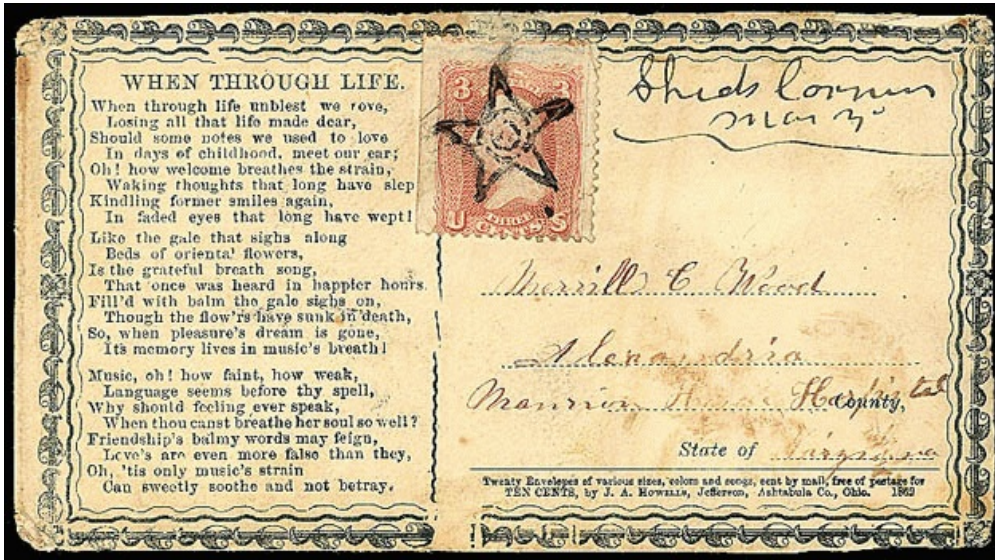 WHEN THROUGH LIFE.
When through life unblest we rove,
Losing all that life made dear,
Should some notes we used to love
In days of childhood, meet our ear;
Oh! how welcome breathes the strain,
Waking thoughts that long have slep
Kindling former smiles again,
In faded eyes that long have wept!
Like the gale that sighs along
Beds of oriental flowers,
Is the grateful breath song,
That once was heard in happier hours.
Fill'd with balm the gale sighs on,
Though the flow'rs have sunk in death,
So, when pleasure's dream is gone,
It's memory lives in music's breath!
Music, oh! how faint, how weak,
Language seems before thy spell,
Why should feeling ever speak,
When thou canst breathe her soul so well?
Friendship's balmy words may feign,
Love's are even more false than they,
Oh, 'tis only music's strain
Can sweetly soothe and not betray.
3 3
U THREE S
CENTS
Sheds Corners
Mar
Merrills C Wood
Alexandria
Mansion House Hospital
County,
State of Virginia
Twenty Envelopes of various sizes, colors and songs, sent by mail, free of postage for
TEN CENTS, by J. A. HOWELLS, Jefferson, Ashtabula Co., Ohio. 1862